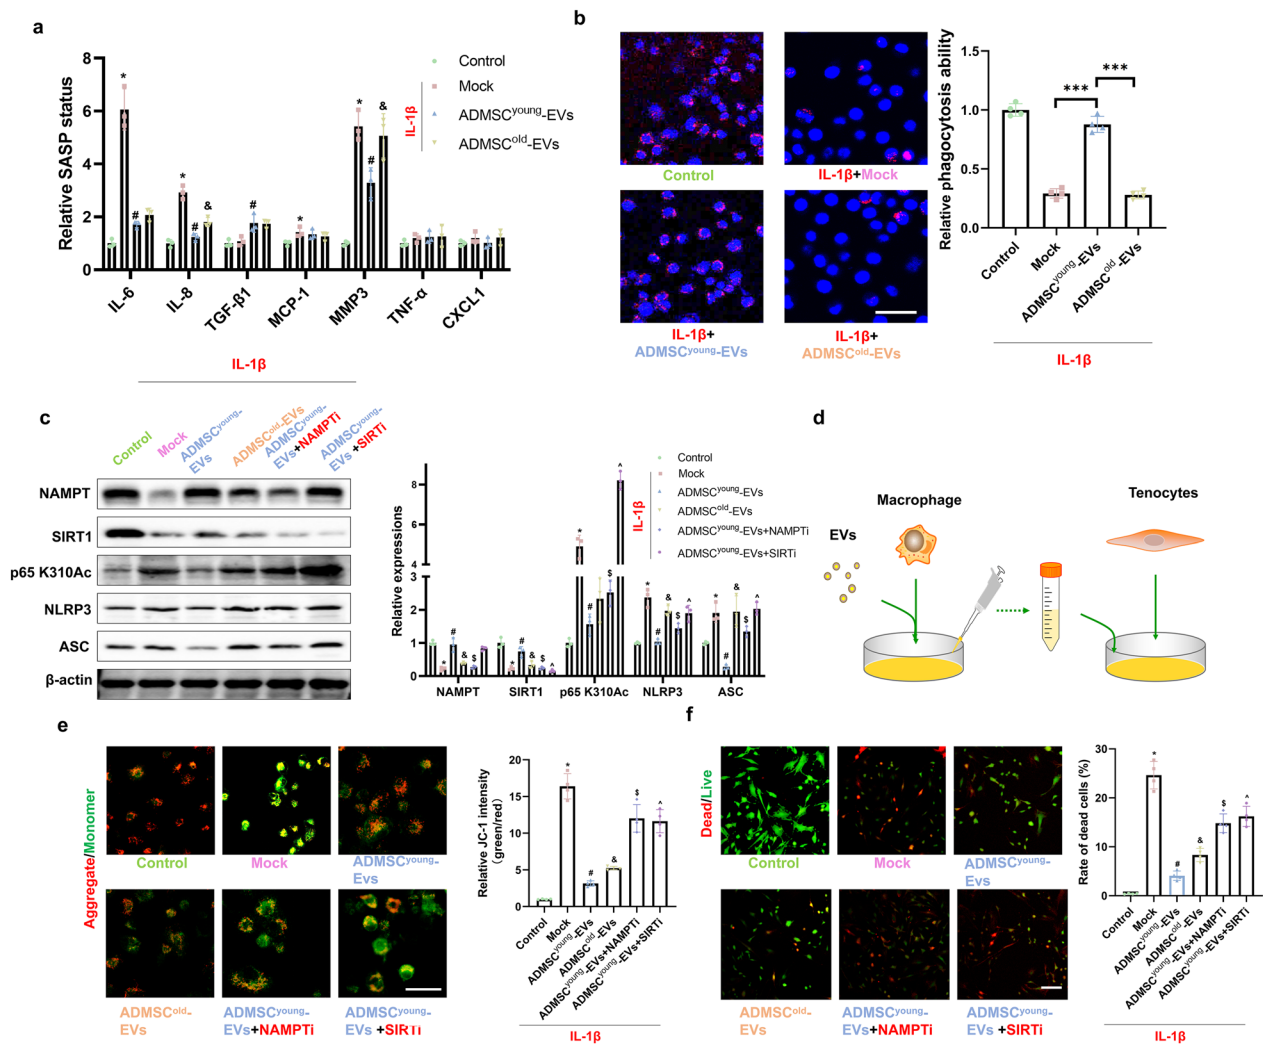 a
Relative SASP status
8
6
4
2
0
*
#
*
#
&
#
*
*
#
&
IL-6
IL-8
TGF-β1
MCP-1
MMP3
TNF-α
CXCL1
Control
Mock
ADMSCyoung-EVs
ADMSCold-EVs
IL-1β
b
Control
IL-1β+Mock
IL-1β+
ADMSCyoung-EVs
IL-1β+
ADMSCold-EVs
Relative phagocytosis ability
1.5
1.0
0.5
0.0
***
***
Control
Mock
ADMSCyoung-EVs
ADMSCold-EVs
IL-1β
IL-1β
c
Control
Mock
ADMSCyoung-
EVs
ADMSCold-EVs
ADMSCyoung-
EVs+NAMPTi
ADMSCyoung-
EVs+SIRTi
NAMPT
SIRT1
p65 K310Ac
NLRP3
ASC
β-actin
Relative expressions
8
6
4
3
2
1
0
*
#
&
$
*
#
&
$
^
*
#
$
^
*
#
&
$
^
*
#
&
$
^
NAMPT
SIRT1
p65 K310Ac
NLRP3
ASC
Control
Mock
ADMSCyoung-EVs
ADMSCold-EVs
ADMSCyoung-EVs+NAMPTi
ADMSCyoung-EVs+SIRTi
IL-1β
d
EVs
Macrophage
Tenocytes
e
Aggregate/Monomer
Control
Mock
ADMSCyoung-
Evs
ADMSCold-
EVs
ADMSCyoung-
EVs+NAMPTi
ADMSCyoung-
EVs +SIRTi
Relative JC-1 intensity
(green/red)
20
15
10
5
0
*
#
&
$
^
Control
Mock
ADMSCyoung-EVs
ADMSCold-EVs
ADMSCyoung-EVs+NAMPTi
ADMSCyoung-EVs+SIRTi
IL-1β
f
Dead/Live
Control
Mock
ADMSCyoung-
Evs
ADMSCold-
EVs
ADMSCyoung-
EVs+NAMPTi
ADMSCyoung-
EVs +SIRTi
Rate of dead cells (%)
30
20
10
0
*
#
&
$
^
Control
Mock
ADMSCyoung-EVs
ADMSCold-EVs
ADMSCyoung-EVs+NAMPTi
ADMSCyoung-EVs+SIRTi
IL-1β